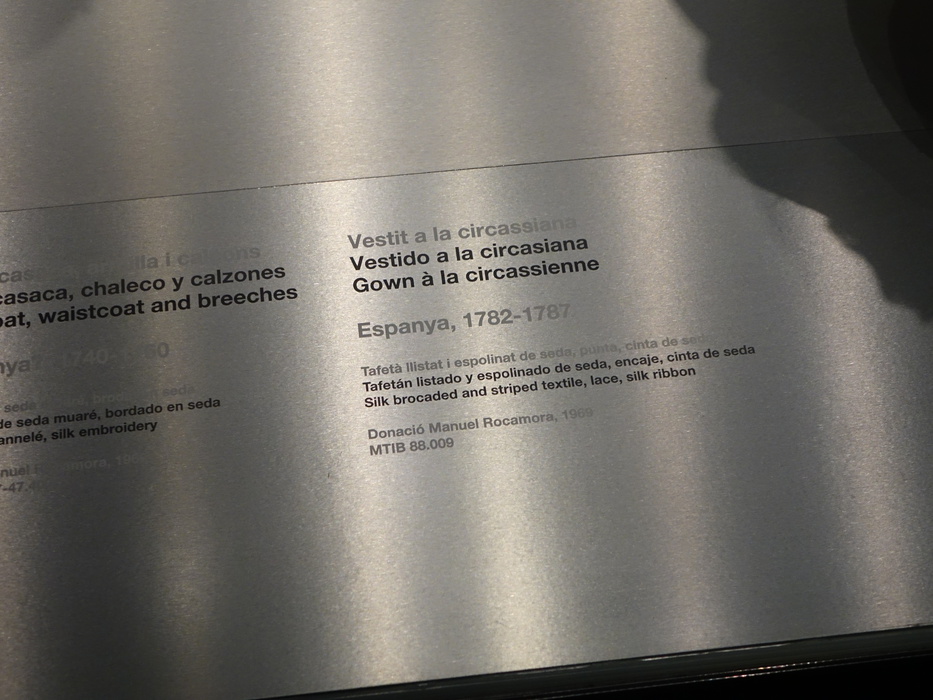 lla i
casaca, chaleco y calzones
waistcoat and breeches
de seda muaré, bordado en seda
silk embroidery
Vestit a la circassiana
Vestido a la circasiana
Gown à la circassienne
Espanya, 1782-1787
Tafetà llistat i espolinat de seda, punta, cinta de seda
Tafetán listado y espolinado de seda, encaje, cinta de seda
Silk brocaded and striped textile, lace, silk ribbon
Donació Manuel Rocamora, 1969
MTIB 88.009